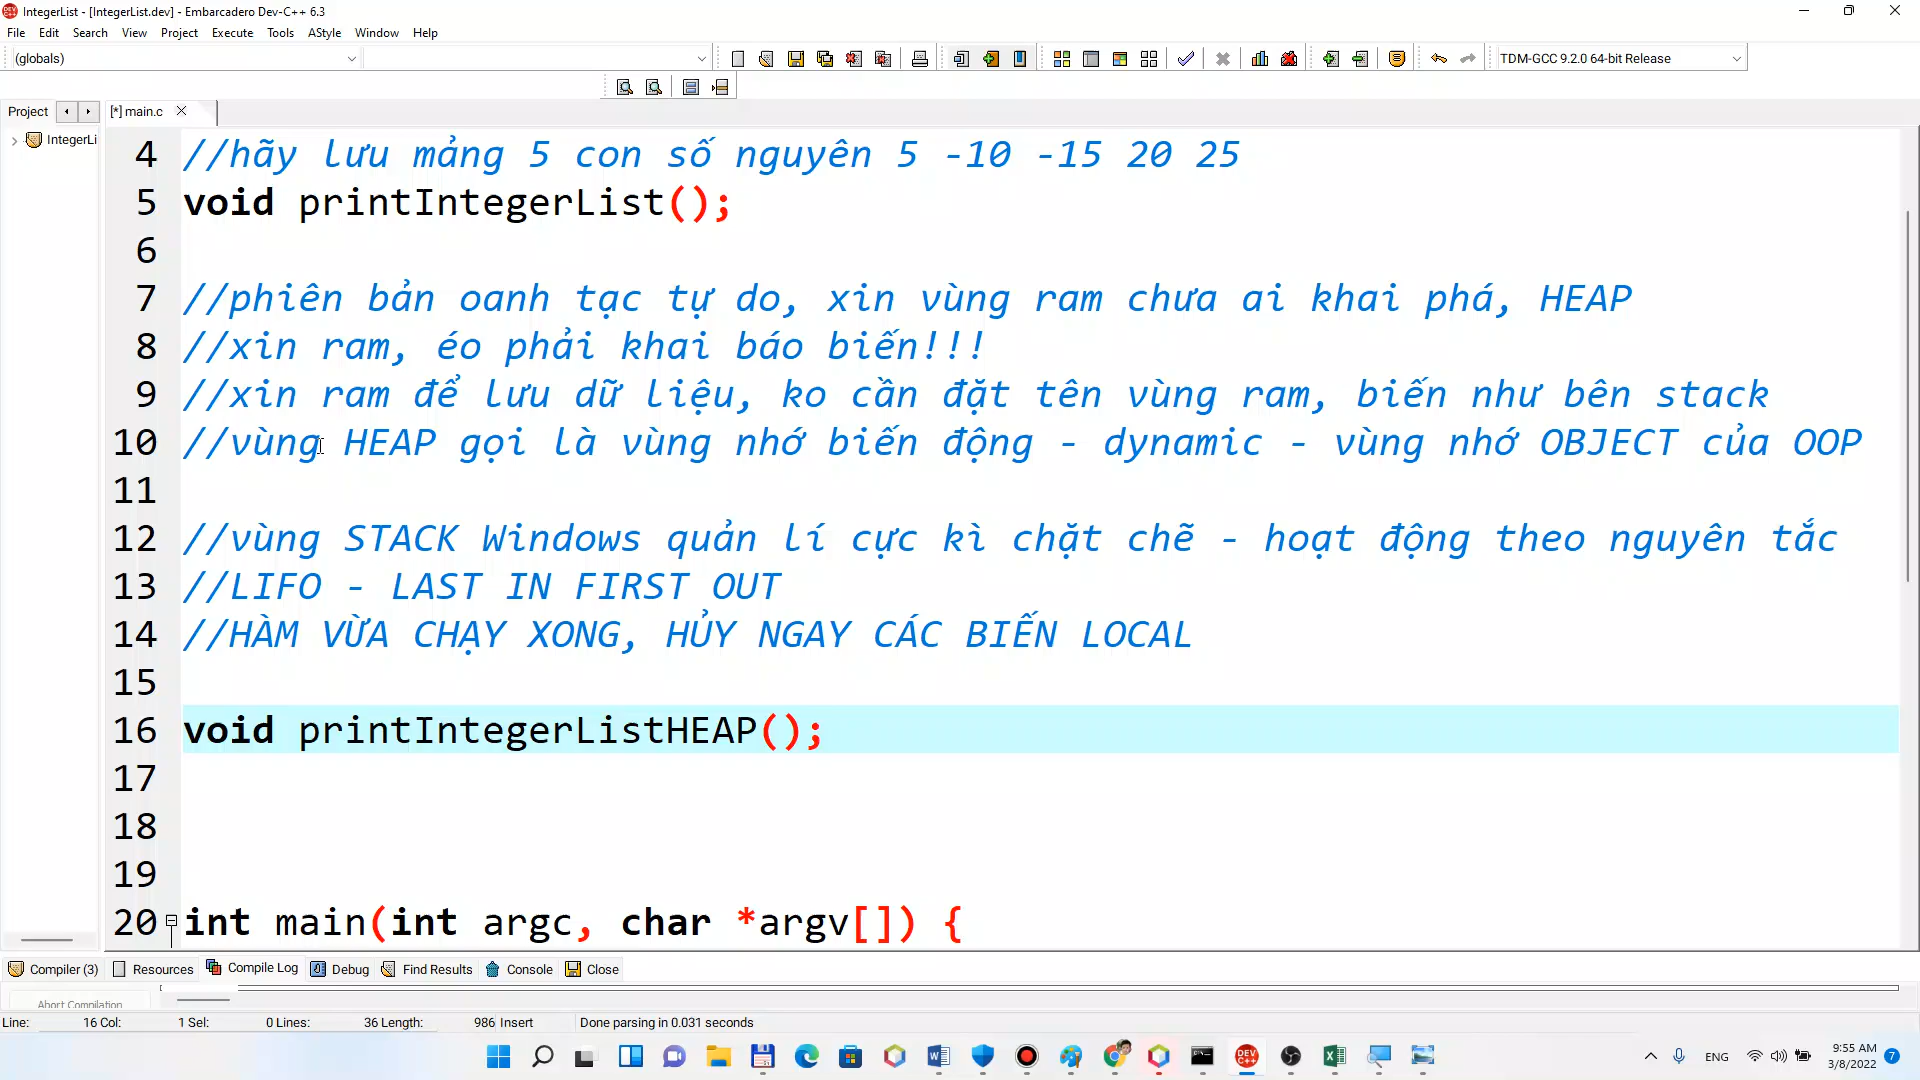 IntegerList - [IntegerList.dev] - Embarcadero Dev-C++ 6.3
File Edit Search View Project Execute Tools AStyle Window Help
(globals)
TDM-GCC 9.2.0 64-bit Release
Project
[*] main.c
IntegerLi
4 //hãy lưu mảng 5 con số nguyên 5 -10 -15 20 25
5 void printIntegerList();
6
7 //phiên bản oanh tạc tự do, xin vùng ram chưa ai khai phá, HEAP
8 //xin ram, éo phải khai báo biến!!!
9 //xin ram để lưu dữ liệu, ko cần đặt tên vùng ram, biến như bên stack
10 //vùng HEAP gọi là vùng nhớ biến động - dynamic - vùng nhớ OBJECT của OOP
11
12 //vùng STACK Windows quản lí cực kì chặt chẽ - hoạt động theo nguyên tắc
13 //LIFO - LAST IN FIRST OUT
14 //HÀM VỪA CHẠY XONG, HỦY NGAY CÁC BIẾN LOCAL
15
16 void printIntegerListHEAP();
17
18
19
20 int main(int argc, char *argv[]) {
Compiler (3) Resources Compile Log Debug Find Results Console Close
Abort Compilation
Line: 16 Col: 1 Sel: 0 Lines: 36 Length: 986 Insert Done parsing in 0.031 seconds
DEV C++
ENG
9:55 AM
3/8/2022
7